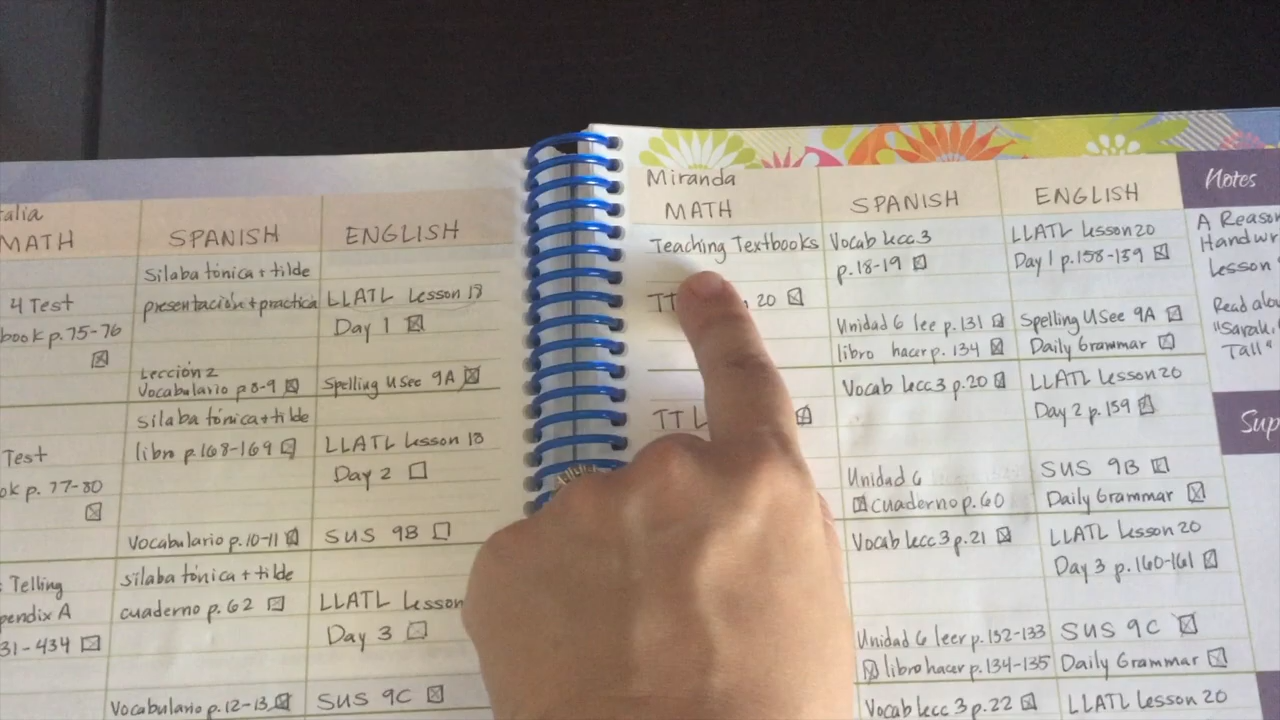 Miranda
MATH
SPANISH
ENGLISH
Notes
Teaching Textbooks
TT
20
TT L
Vocab Lecc.3
p.18-19
Unidad 6 lee p.131
libro hacer p. 134
Vocab Lecc 3 p.20
Unidad 6
cuaderno p.60
Vocab Lecc 3 p.21
Unidad 6 leer p.132-133
libro hacer p.134-135
Vocab Lecc 3 p.22
LLATL Lesson 20
Day 1 p.158-159
Spelling U See 9A
Daily Grammar
LLATL Lesson 20
Day 2 p.159
SUS 9B
Daily Grammar
LLATL Lesson 20
Day 3 p.160-161
SUS 9C
Daily Grammar
LLATL Lesson 20
A Reason
Handwr
Lesson
Read alou
"Sarah,
Tall"
Sup
talia
MATH
SPANISH
ENGLISH
4 Test
book p.75-76
Test
ok p. 77-80
Telling
pendix A
31-434
Silaba tónica + tilde
presentación + practica
Lección 2
Vocabulario p.8-9
Silaba tónica + tilde
libro p.168-169
Vocabulario p.10-11
Silaba tónica + tilde
cuaderno p.62
Vocabulario p.12-13
LLATL Lesson 18
Day 1
Spelling U See 9A
LLATL Lesson 18
Day 2
SUS 9B
LLATL Lesson
Day 3
SUS 9C